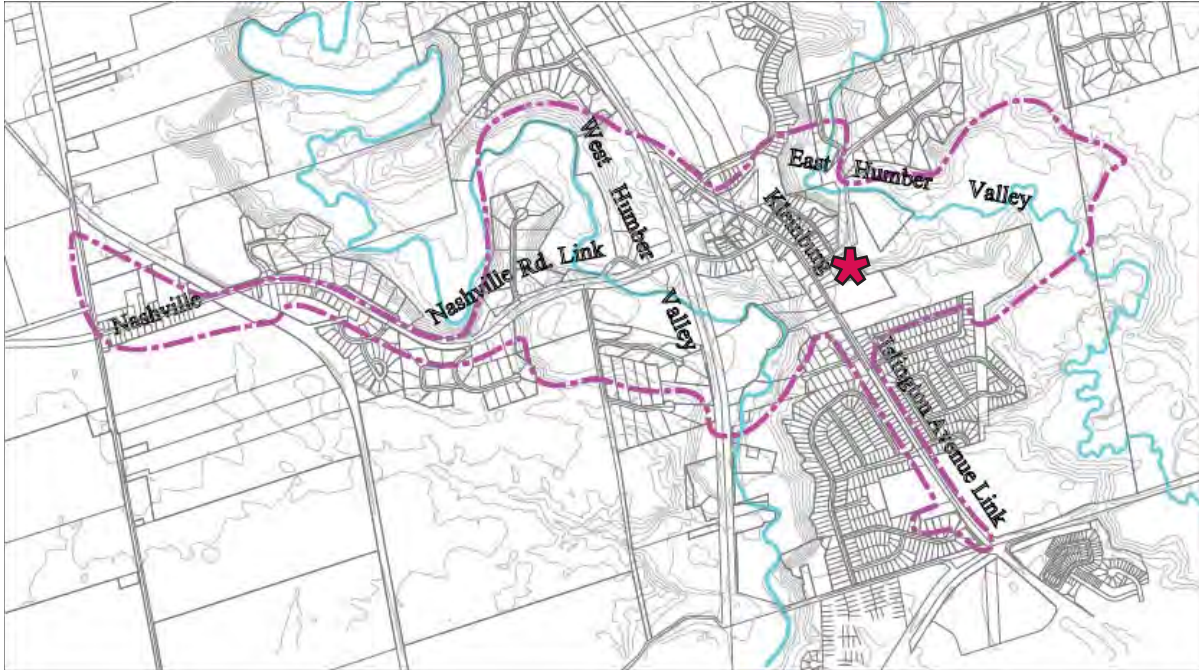 West
Humber
Valley
East Humber
Valley
Kleinburg
Nashville Rd. Link
Nashville
Islington Avenue Link